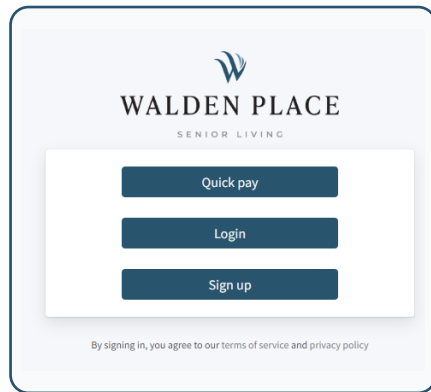 WALDEN PLACE
SENIOR LIVING
Quick pay
Login
Sign up
By signing in, you agree to our terms of service and privacy policy